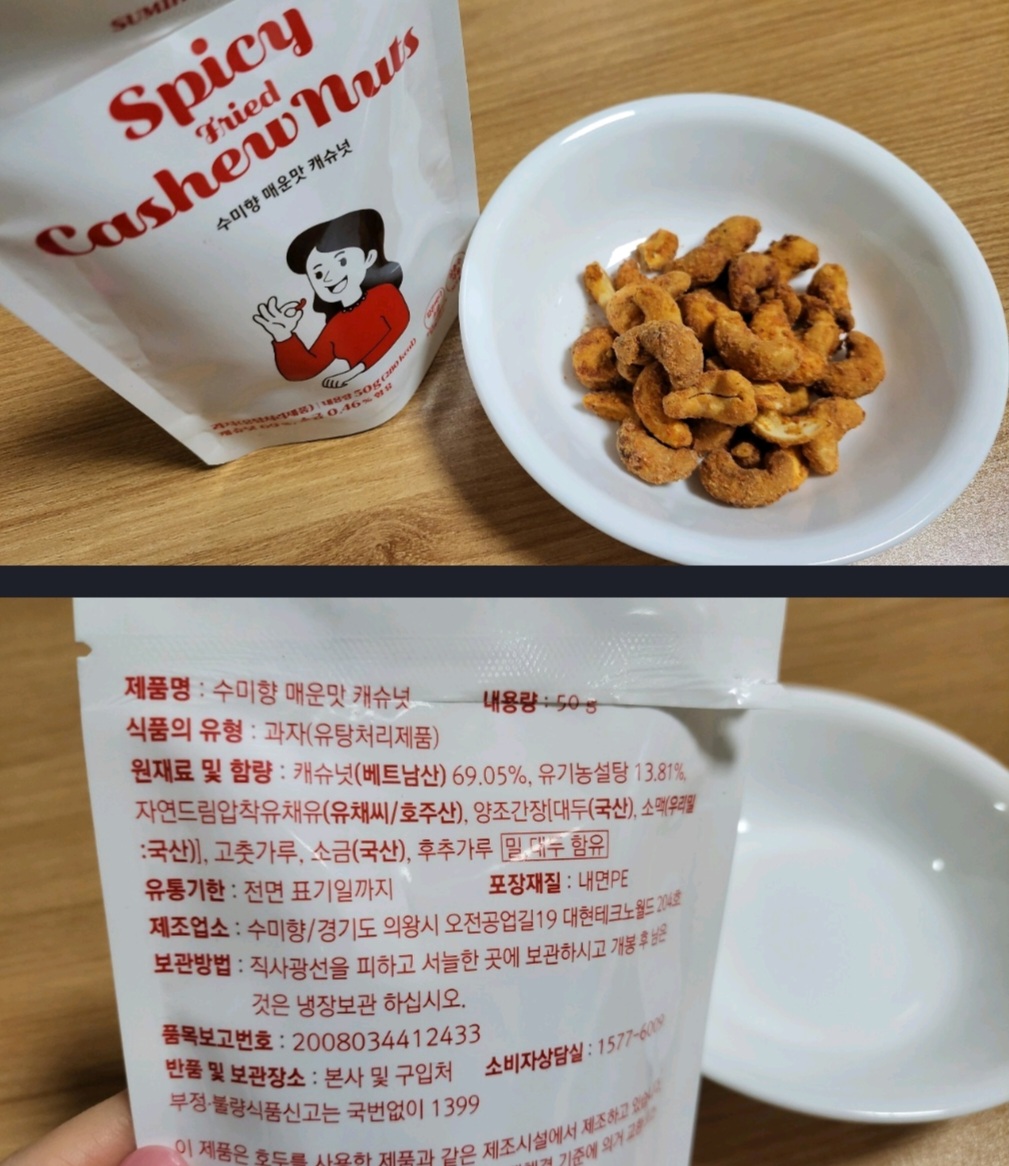 Spicy
Fried
Cashew Nuts
수미향 매운맛 캐슈넛
50g
0.46%
제품명 : 수미향 매운맛 캐슈넛 내용량 : 50 g
식품의 유형 : 과자(유탕처리제품)
원재료 및 함량 : 캐슈넛(베트남산) 69.05%, 유기농설탕 13.81%,
자연드림압착유채유(유채씨/호주산), 양조간장[대두(국산), 소맥(우리밀
:국산)], 고춧가루, 소금(국산), 후추가루 밀,대두 함유
유통기한 : 전면 표기일까지 포장재질 : 내면PE
제조업소 : 수미향/경기도 의왕시 오전공업길19 대현테크노월드 204호
보관방법 : 직사광선을 피하고 서늘한 곳에 보관하시고 개봉 후 남은
것은 냉장보관 하십시오.
품목보고번호 : 2008034412433
반품 및 보관장소 : 본사 및 구입처 소비자상담실 : 1577-6009
부정·불량식품신고는 국번없이 1399
이 제품은 호두를 사용한 제품과 같은 제조시설에서 제조하고
기준에 의거